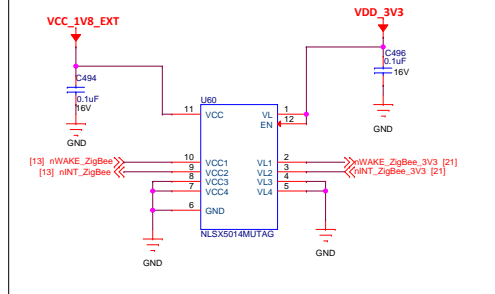 VCC_1V8_EXT
VDD_3V3
C494
0.1uF
16V
GND
C496
0.1uF
16V
GND
U60
11 VCC VL 1
EN 12
[13] nWAKE_ZigBee 10 VCC1 VL1 2 nWAKE_ZigBee_3V3 [21]
[13] nINT_ZigBee 9 VCC2 VL2 3 nINT_ZigBee_3V3 [21]
8 VCC3 VL3 4
7 VCC4 VL4 5
6 GND
NLSX5014MUTAG
GND
GND